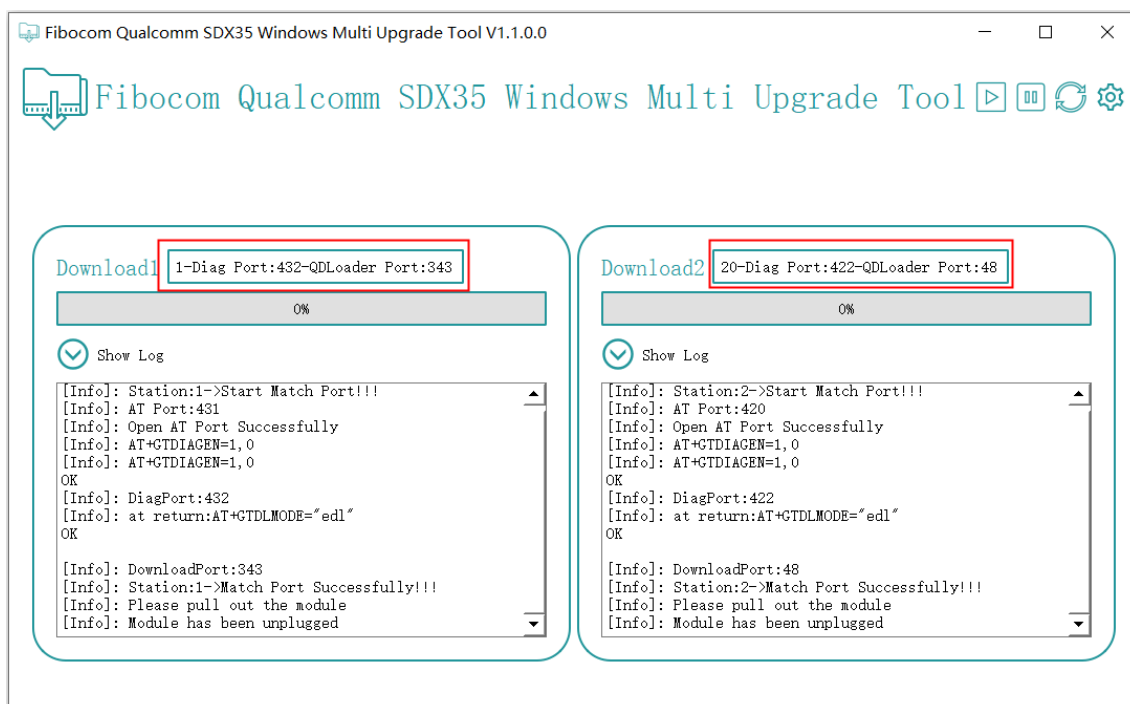 Fibocom Qualcomm SDX35 Windows Multi Upgrade Tool V1.1.0.0
Fibocom Qualcomm SDX35 Windows Multi Upgrade Tool
Download1
1-Diag Port:432-QDLoader Port:343
0%
Show Log
[Info]: Station:1->Start Match Port!!!
[Info]: AT Port:431
[Info]: Open AT Port Successfully
[Info]: AT+GTDIAGEN=1,0
[Info]: AT+GTDIAGEN=1,0
OK
[Info]: DiagPort:432
[Info]: at return:AT+GTDLMODE="edl"
OK
[Info]: DownloadPort:343
[Info]: Station:1->Match Port Successfully!!!
[Info]: Please pull out the module
[Info]: Module has been unplugged
Download2
20-Diag Port:422-QDLoader Port:48
0%
Show Log
[Info]: Station:2->Start Match Port!!!
[Info]: AT Port:420
[Info]: Open AT Port Successfully
[Info]: AT+GTDIAGEN=1,0
[Info]: AT+GTDIAGEN=1,0
OK
[Info]: DiagPort:422
[Info]: at return:AT+GTDLMODE="edl"
OK
[Info]: DownloadPort:48
[Info]: Station:2->Match Port Successfully!!!
[Info]: Please pull out the module
[Info]: Module has been unplugged